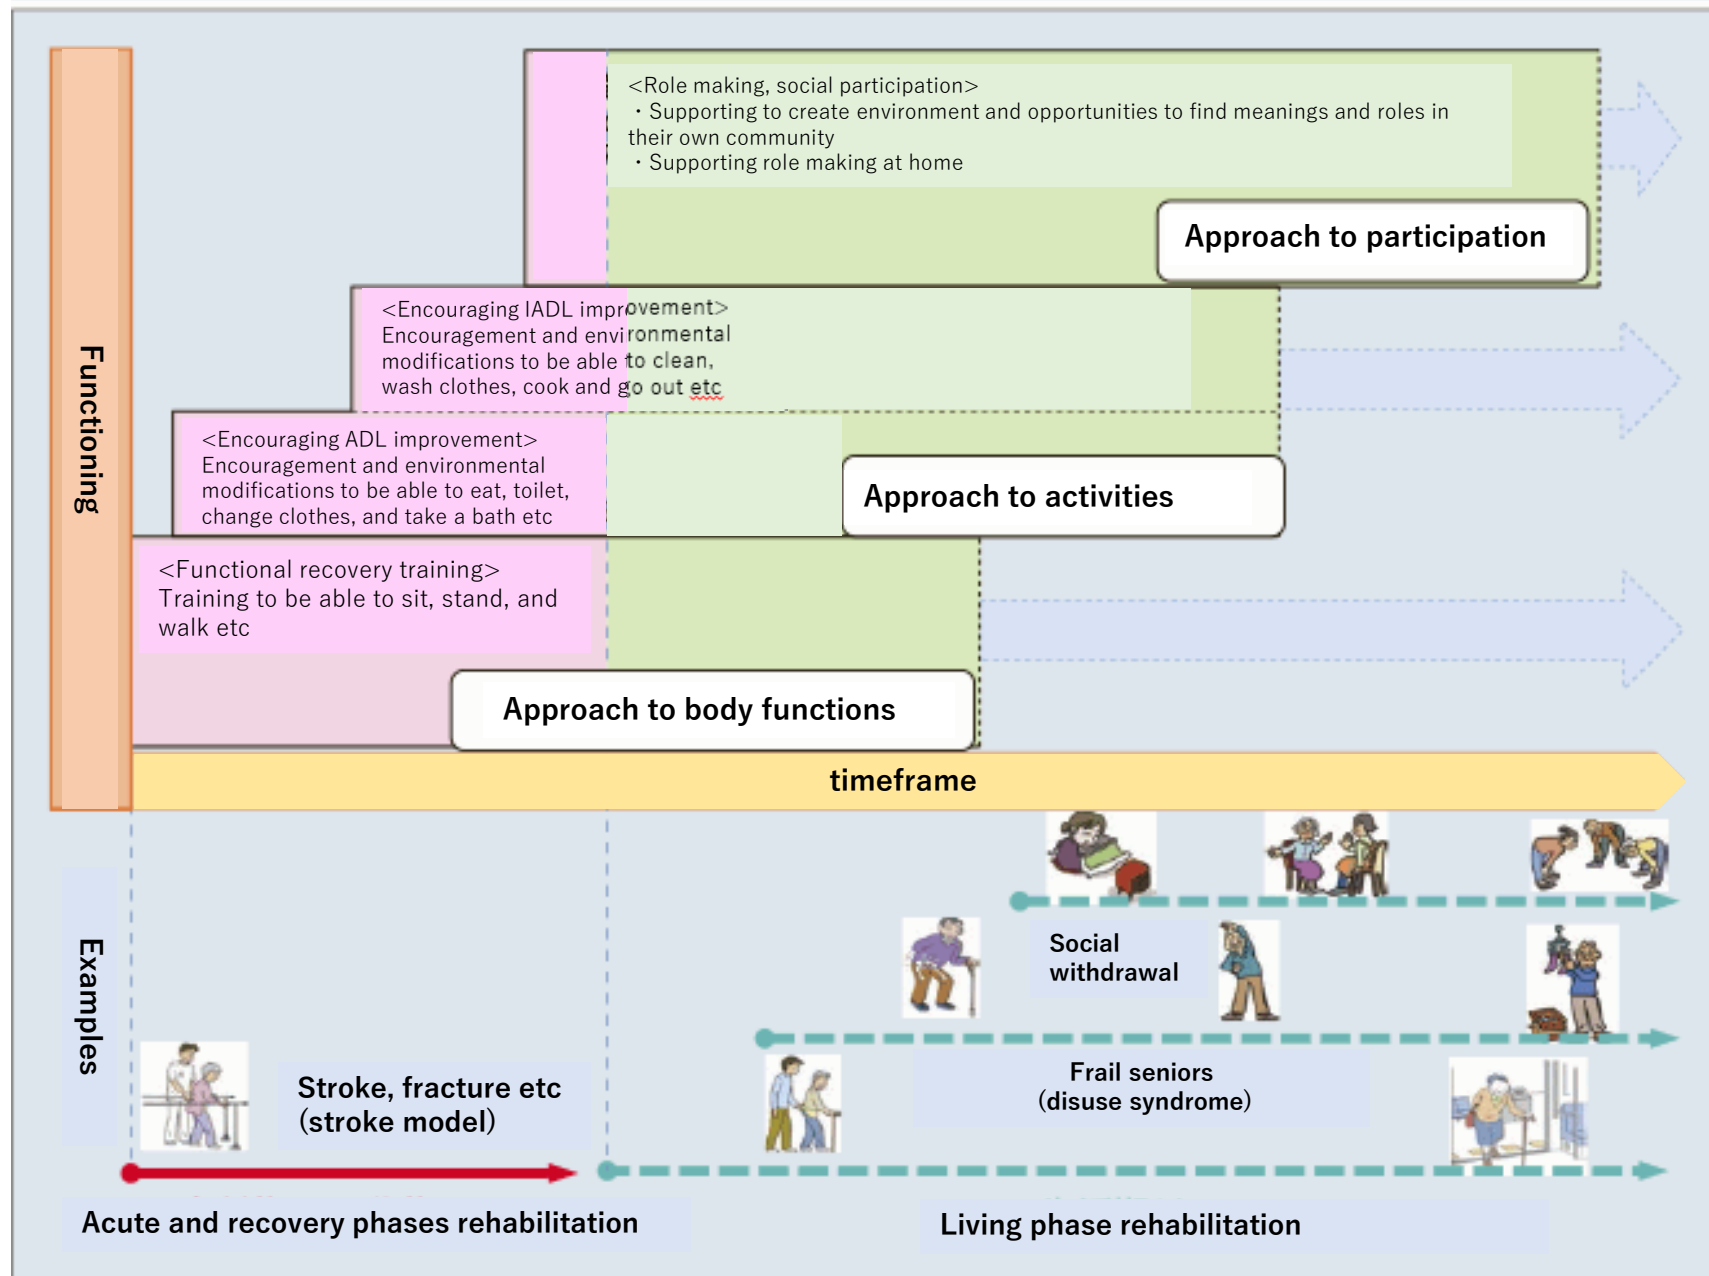 Functioning
<Role making, social participation>
・Supporting to create environment and opportunities to find meanings and roles in
their own community
・Supporting role making at home
Approach to participation
<Encouraging IADL improvement>
Encouragement and environmental
modifications to be able to clean,
wash clothes, cook and go out etc
<Encouraging ADL improvement>
Encouragement and environmental
modifications to be able to eat, toilet,
change clothes, and take a bath etc
Approach to activities
<Functional recovery training>
Training to be able to sit, stand, and
walk etc
Approach to body functions
timeframe
Examples
Social
withdrawal
Frail seniors
(disuse syndrome)
Stroke, fracture etc
(stroke model)
Acute and recovery phases rehabilitation
Living phase rehabilitation